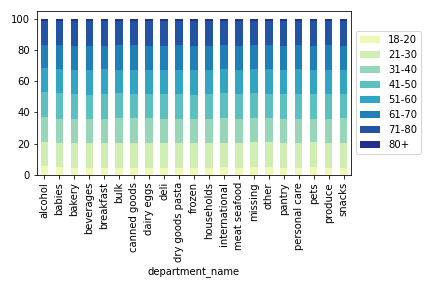 100
80
60
40
20
0
18-20
21-30
31-40
41-50
51-60
61-70
71-80
80+
alcohol
babies
bakery
beverages
breakfast
bulk
canned goods
dairy eggs
deli
dry goods pasta
frozen
households
international
meat seafood
missing
other
pantry
personal care
pets
produce
snacks
department_name